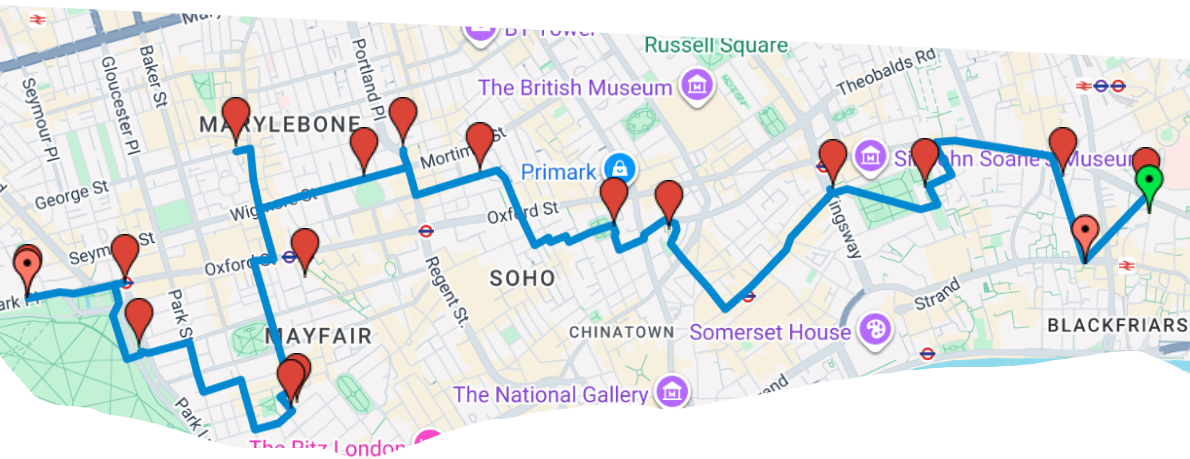 BT Tower
Russell Square
Theobalds Rd
The British Museum
Portland Pl
Baker St
Gloucester Pl
Seymour Pl
MARYLEBONE
Mortimer St
Primark
Sir John Soane's Museum
George St
Wigmore St
Oxford St
Kingsway
Seymour St
Oxford St
Regent St.
SOHO
Park St
Strand
MAYFAIR
CHINATOWN
Somerset House
BLACKFRIARS
The National Gallery
The Ritz London